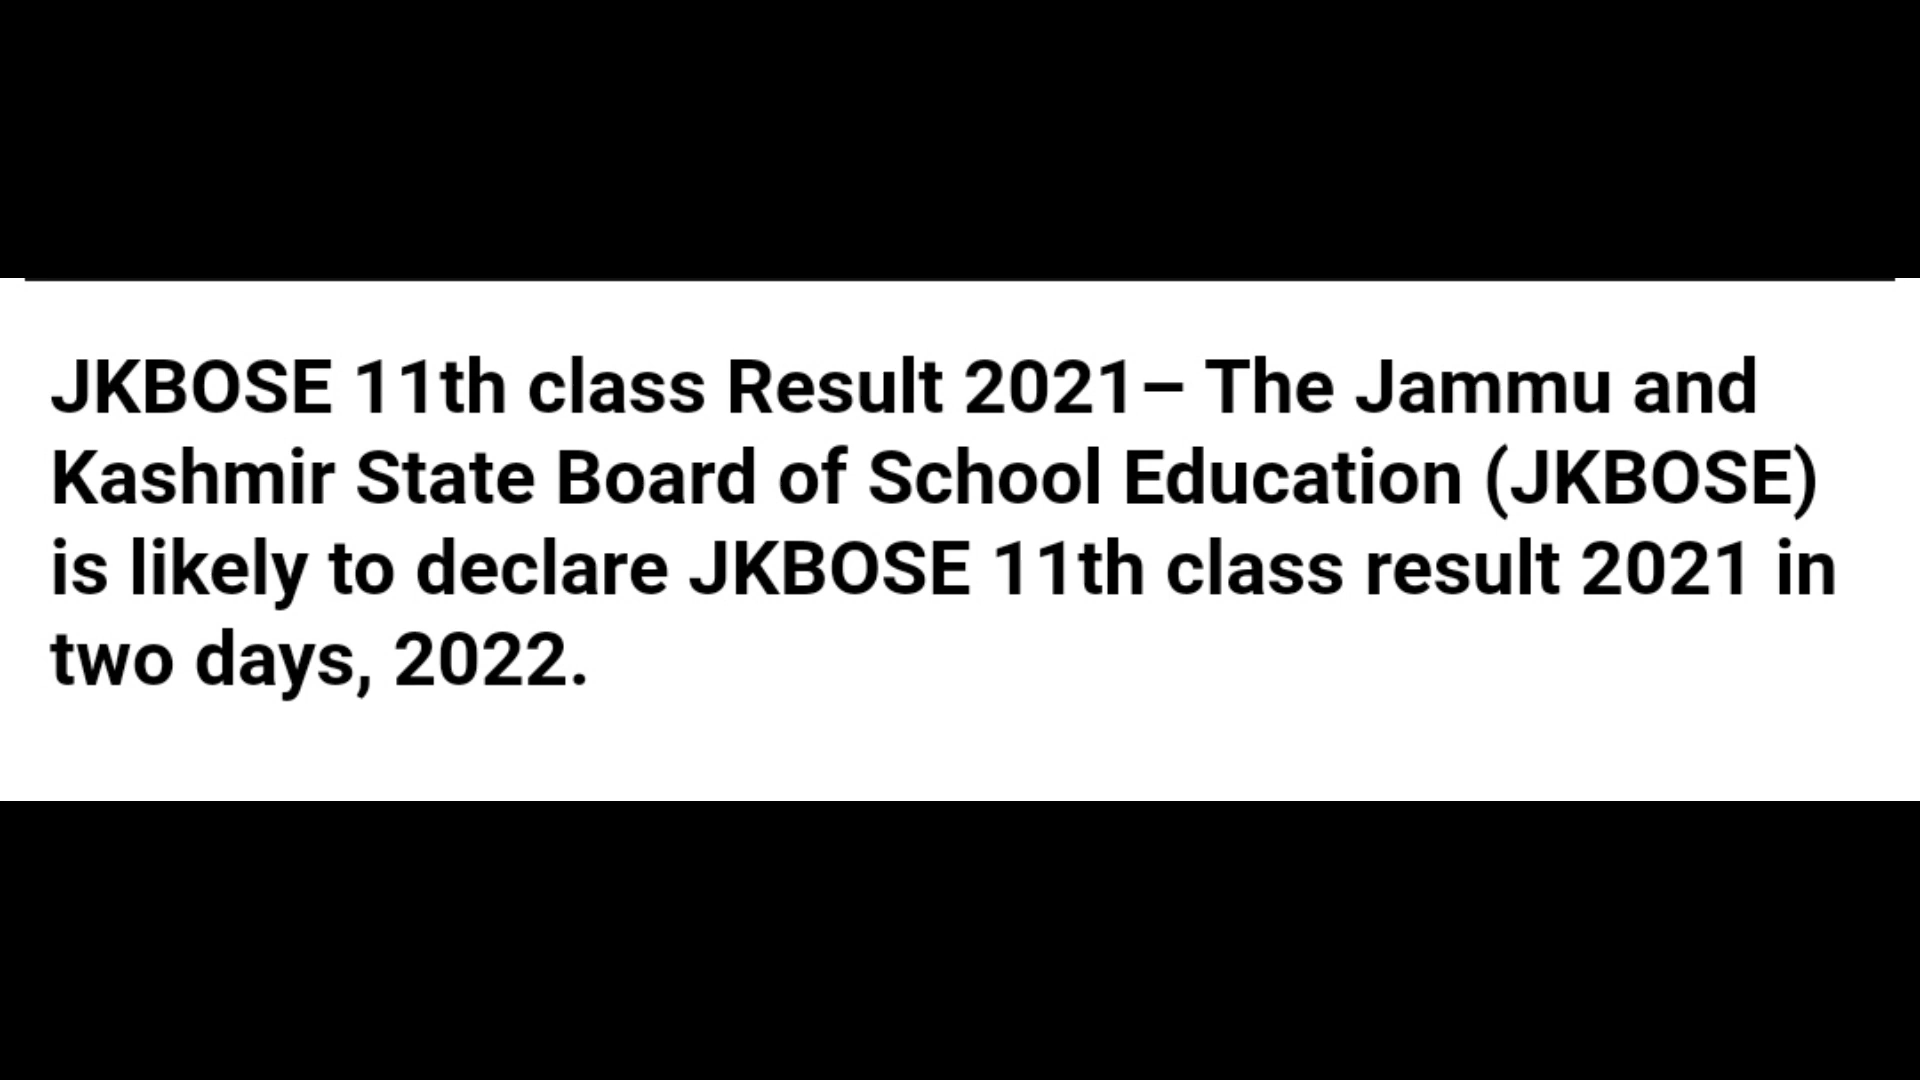 JKBOSE 11th class Result 2021– The Jammu and
Kashmir State Board of School Education (JKBOSE)
is likely to declare JKBOSE 11th class result 2021 in
two days, 2022.